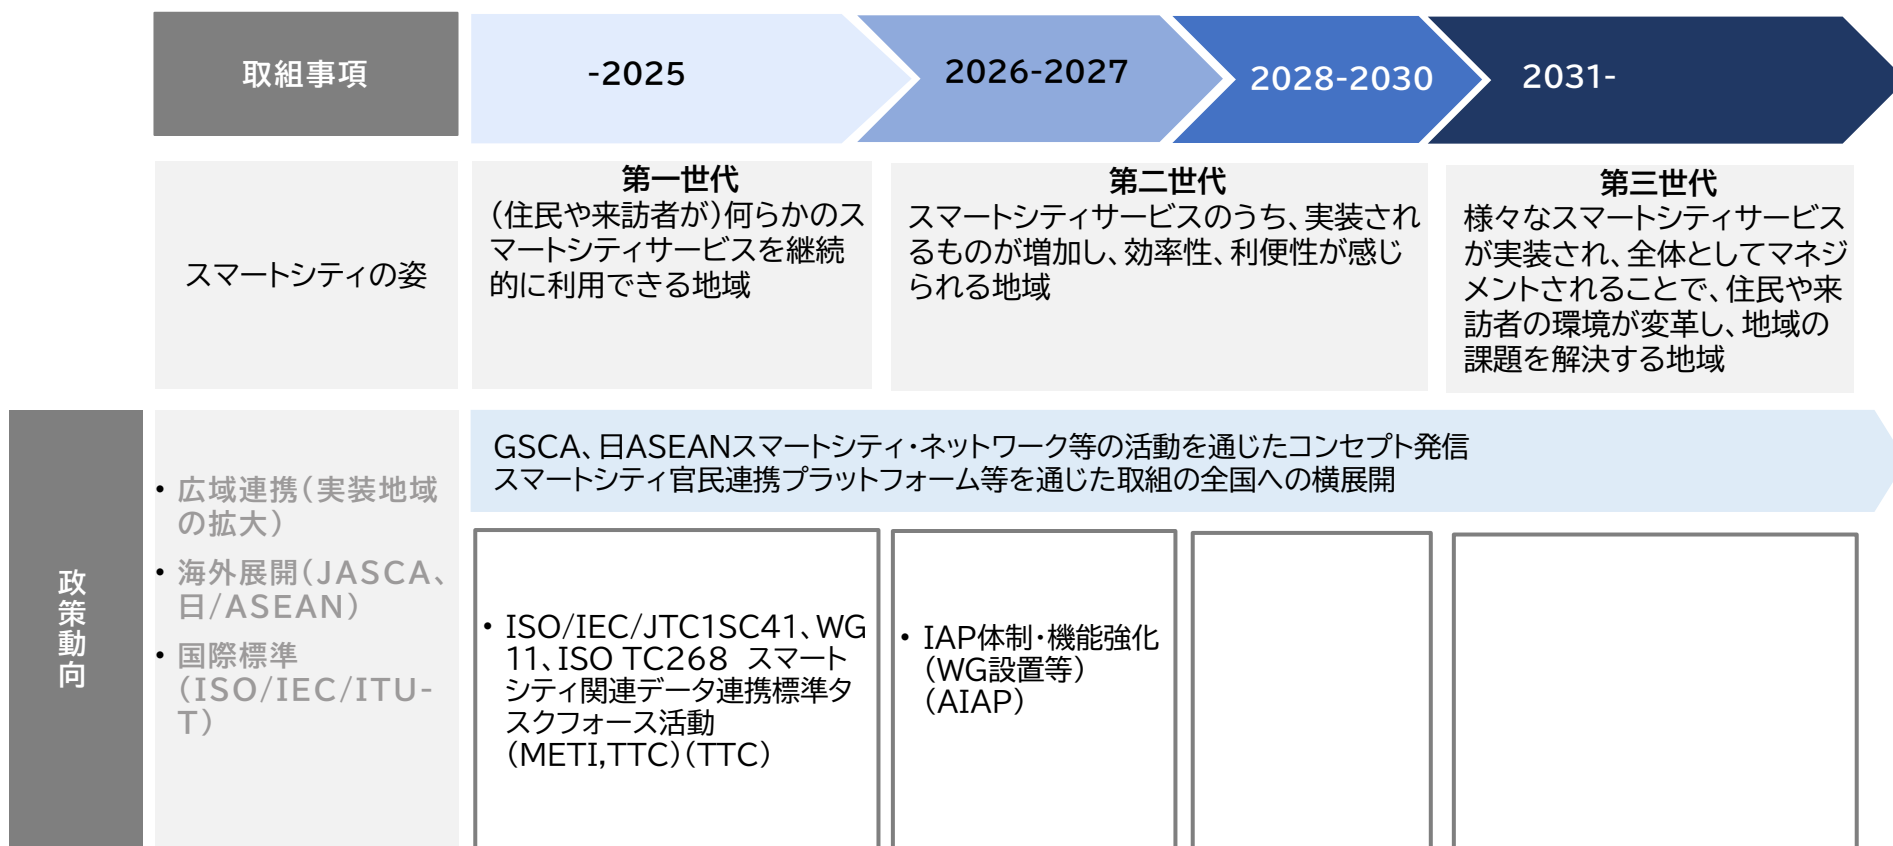 取組事項
-2025
2026-2027
2028-2030
2031-
スマートシティの姿
第一世代
（住民や来訪者が）何らかのス
マートシティサービスを継続
的に利用できる地域
第二世代
スマートシティサービスのうち、実装され
るものが増加し、効率性、利便性が感じ
られる地域
第三世代
様々なスマートシティサービス
が実装され、全体としてマネジ
メントされることで、住民や来
訪者の環境が変革し、地域の
課題を解決する地域
政策動向
• 広域連携（実装地域
の拡大）
• 海外展開（JASCA、
日/ASEAN）
• 国際標準
（ISO/IEC/ITU-
T）
GSCA、日ASEANスマートシティ・ネットワーク等の活動を通じたコンセプト発信
スマートシティ官民連携プラットフォーム等を通じた取組の全国への横展開
• ISO/IEC/JTC1SC41、WG
11、ISO TC268 スマート
シティ関連データ連携標準タ
スクフォース活動
（METI,TTC）（TTC）
• IAP体制・機能強化
（WG設置等）
（AIAP）